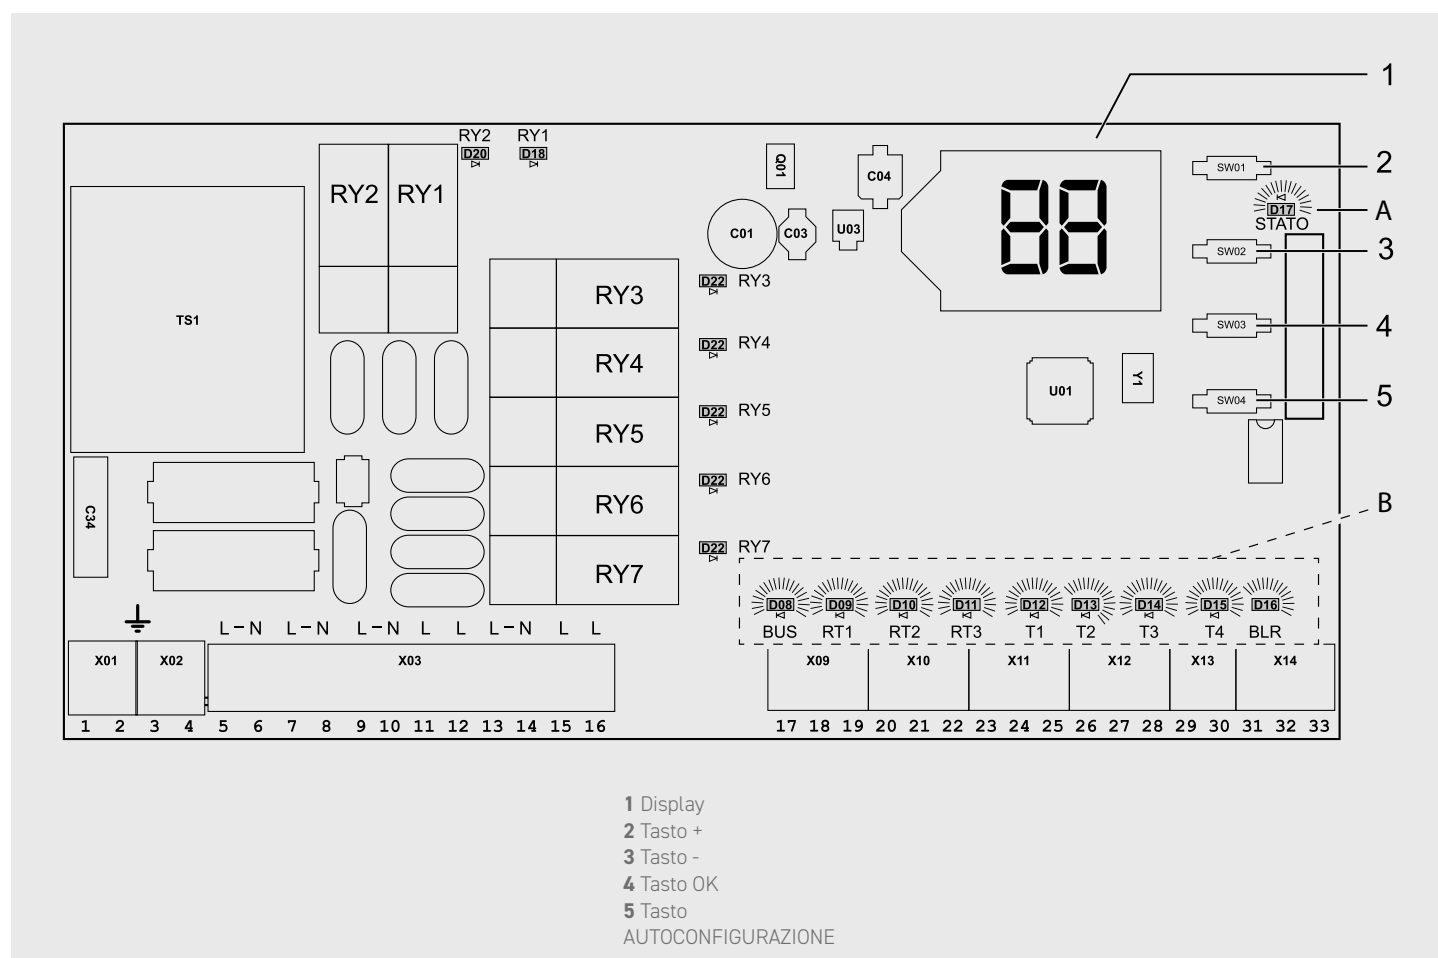 1
RY2 RY1
D20 D18
2
SW01
Q01
C04
RY2 RY1
D17
A
STATO
C01 C03 U03
88
SW02
3
D22 RY3
RY3
TS1
SW03
4
D22 RY4
RY4
U01
Y1
SW04
5
D22 RY5
RY5
D22 RY6
RY6
C34
B
D22 RY7
RY7
D08 D09 D10 D11 D12 D13 D14 D15 D16
L - N L - N L - N L L L - N L L
BUS RT1 RT2 RT3 T1 T2 T3 T4 BLR
X01 X02 X03 X09 X10 X11 X12 X13 X14
1 2 3 4 5 6 7 8 9 10 11 12 13 14 15 16 17 18 19 20 21 22 23 24 25 26 27 28 29 30 31 32 33
1 Display
2 Tasto +
3 Tasto -
4 Tasto OK
5 Tasto
AUTOCONFIGURAZIONE